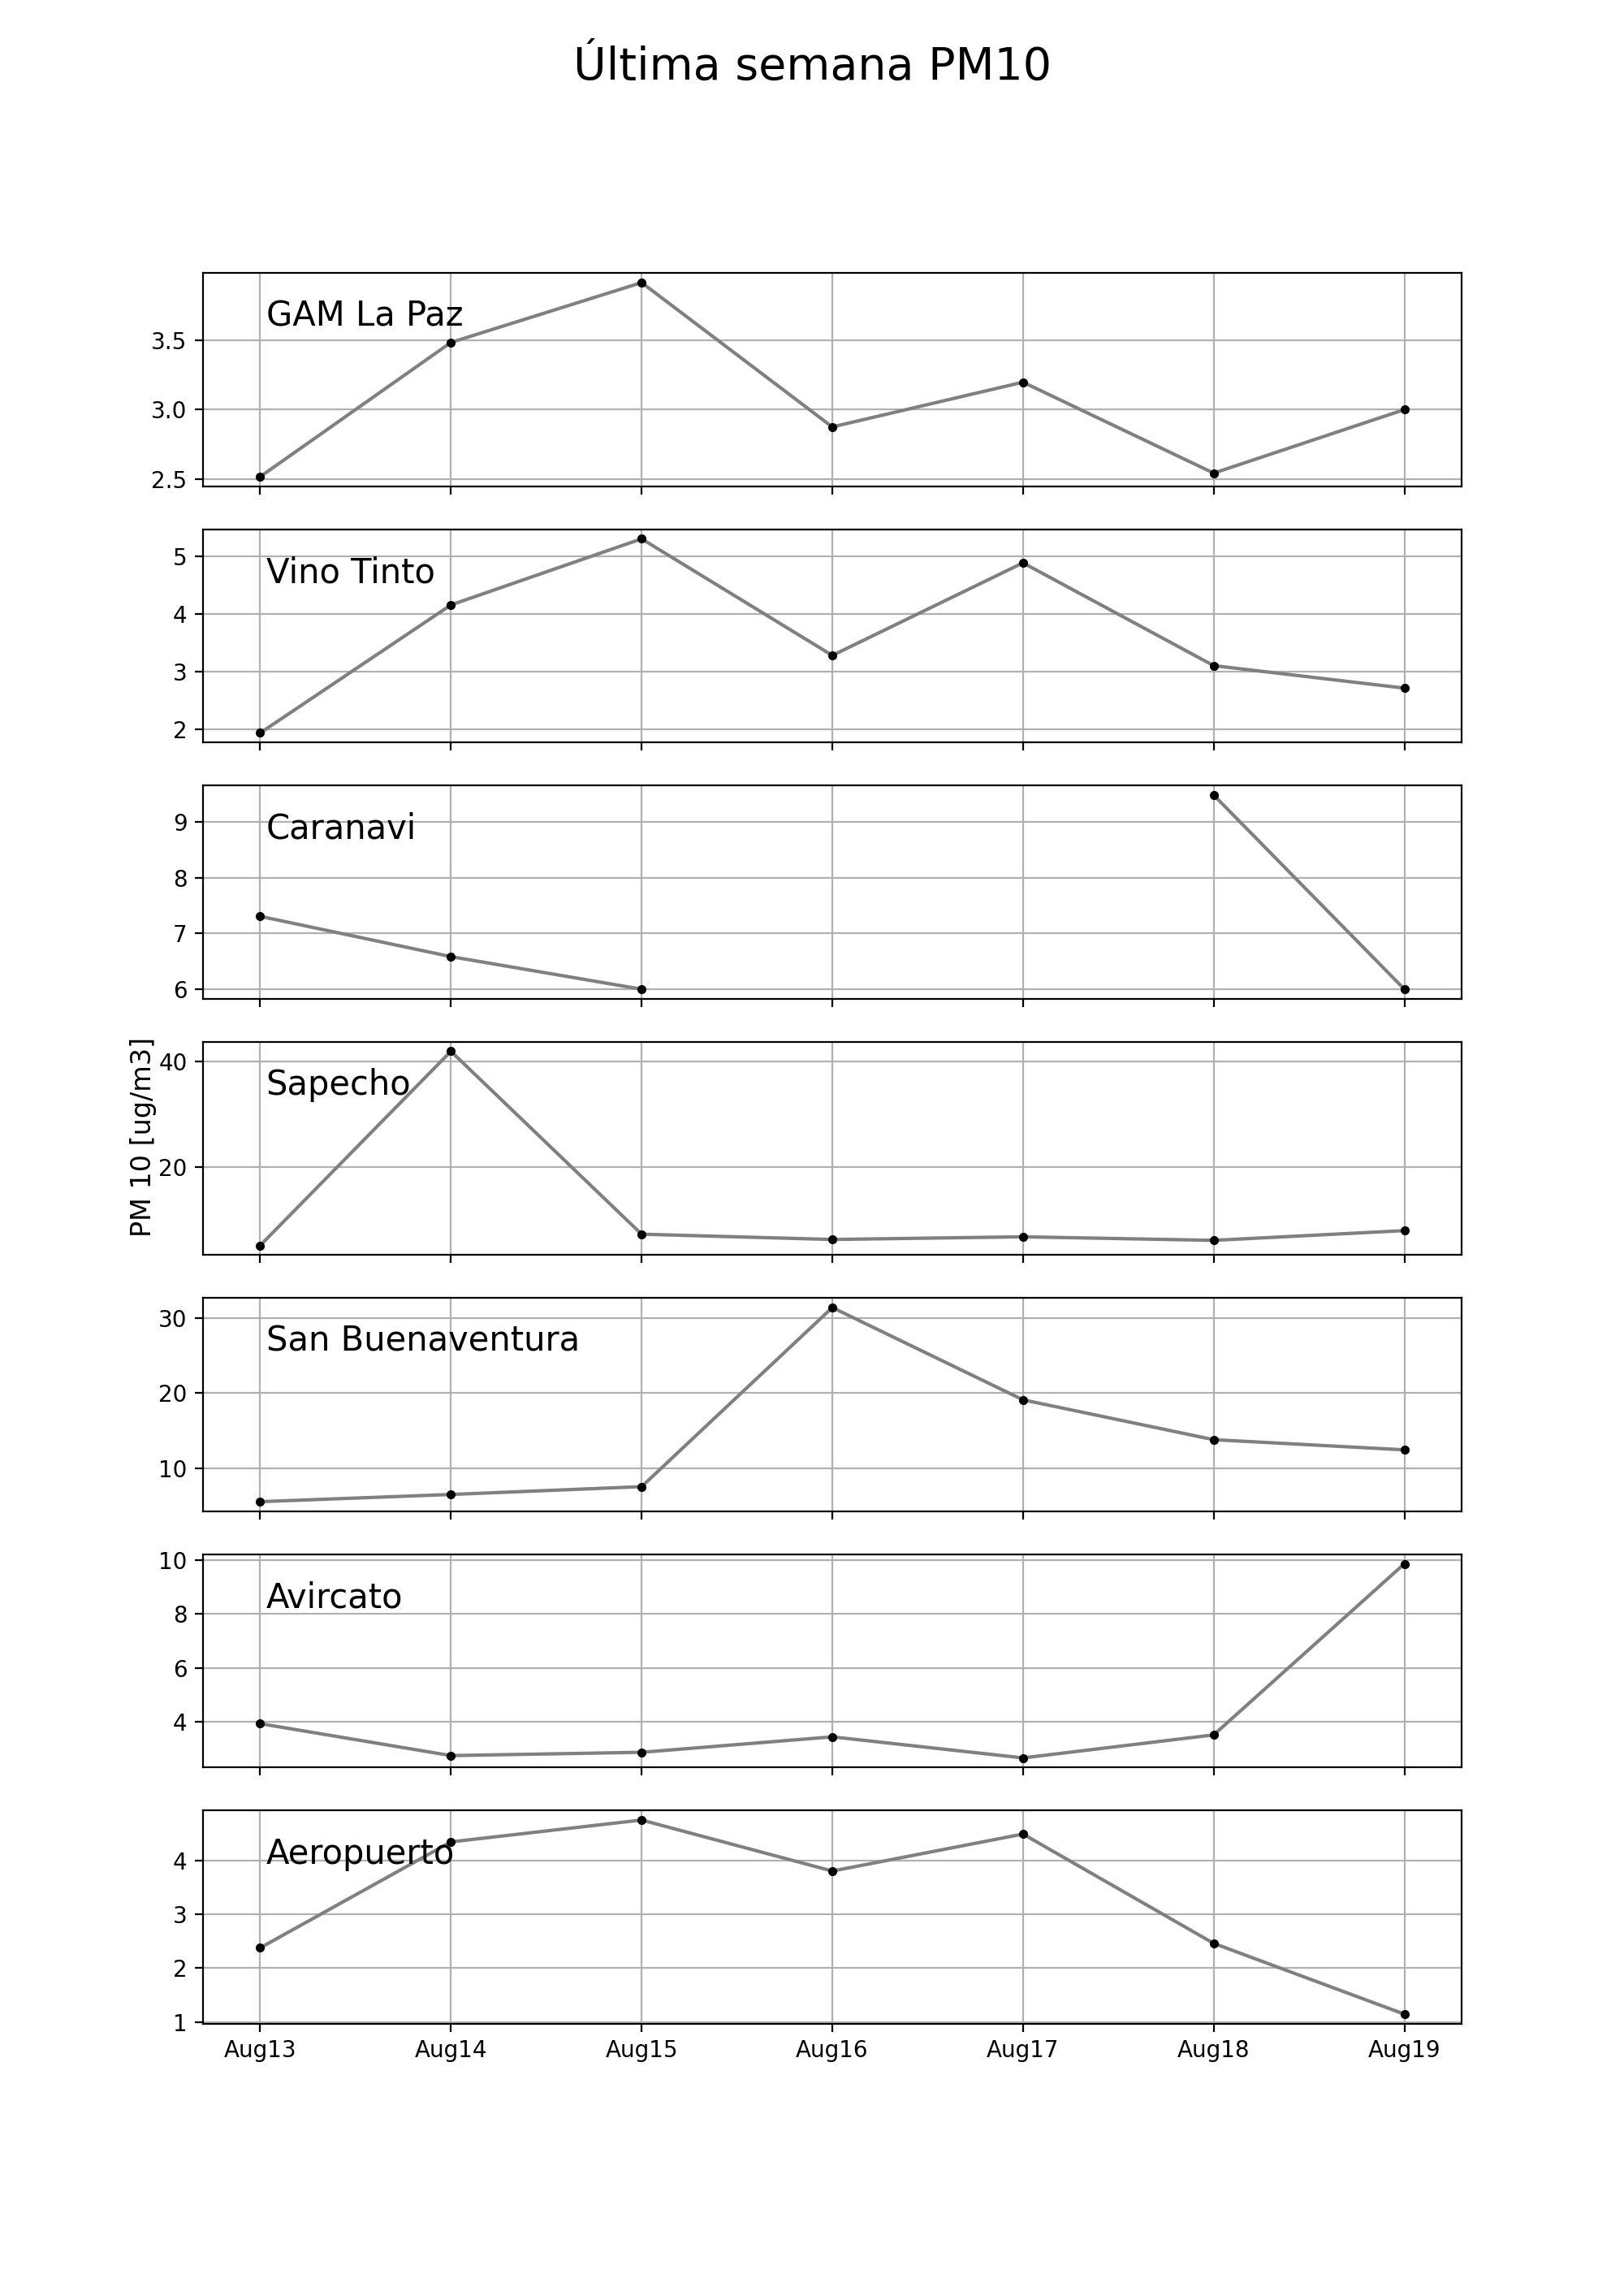 Última semana PM10
GAM La Paz
3.5
3.0
2.5
Vino Tinto
5
4
3
2
Caranavi
9
8
7
6
PM 10 [ug/m3]
Sapecho
40
20
San Buenaventura
30
20
10
Avircato
10
8
6
4
Aeropuerto
4
3
2
1
Aug13 Aug14 Aug15 Aug16 Aug17 Aug18 Aug19